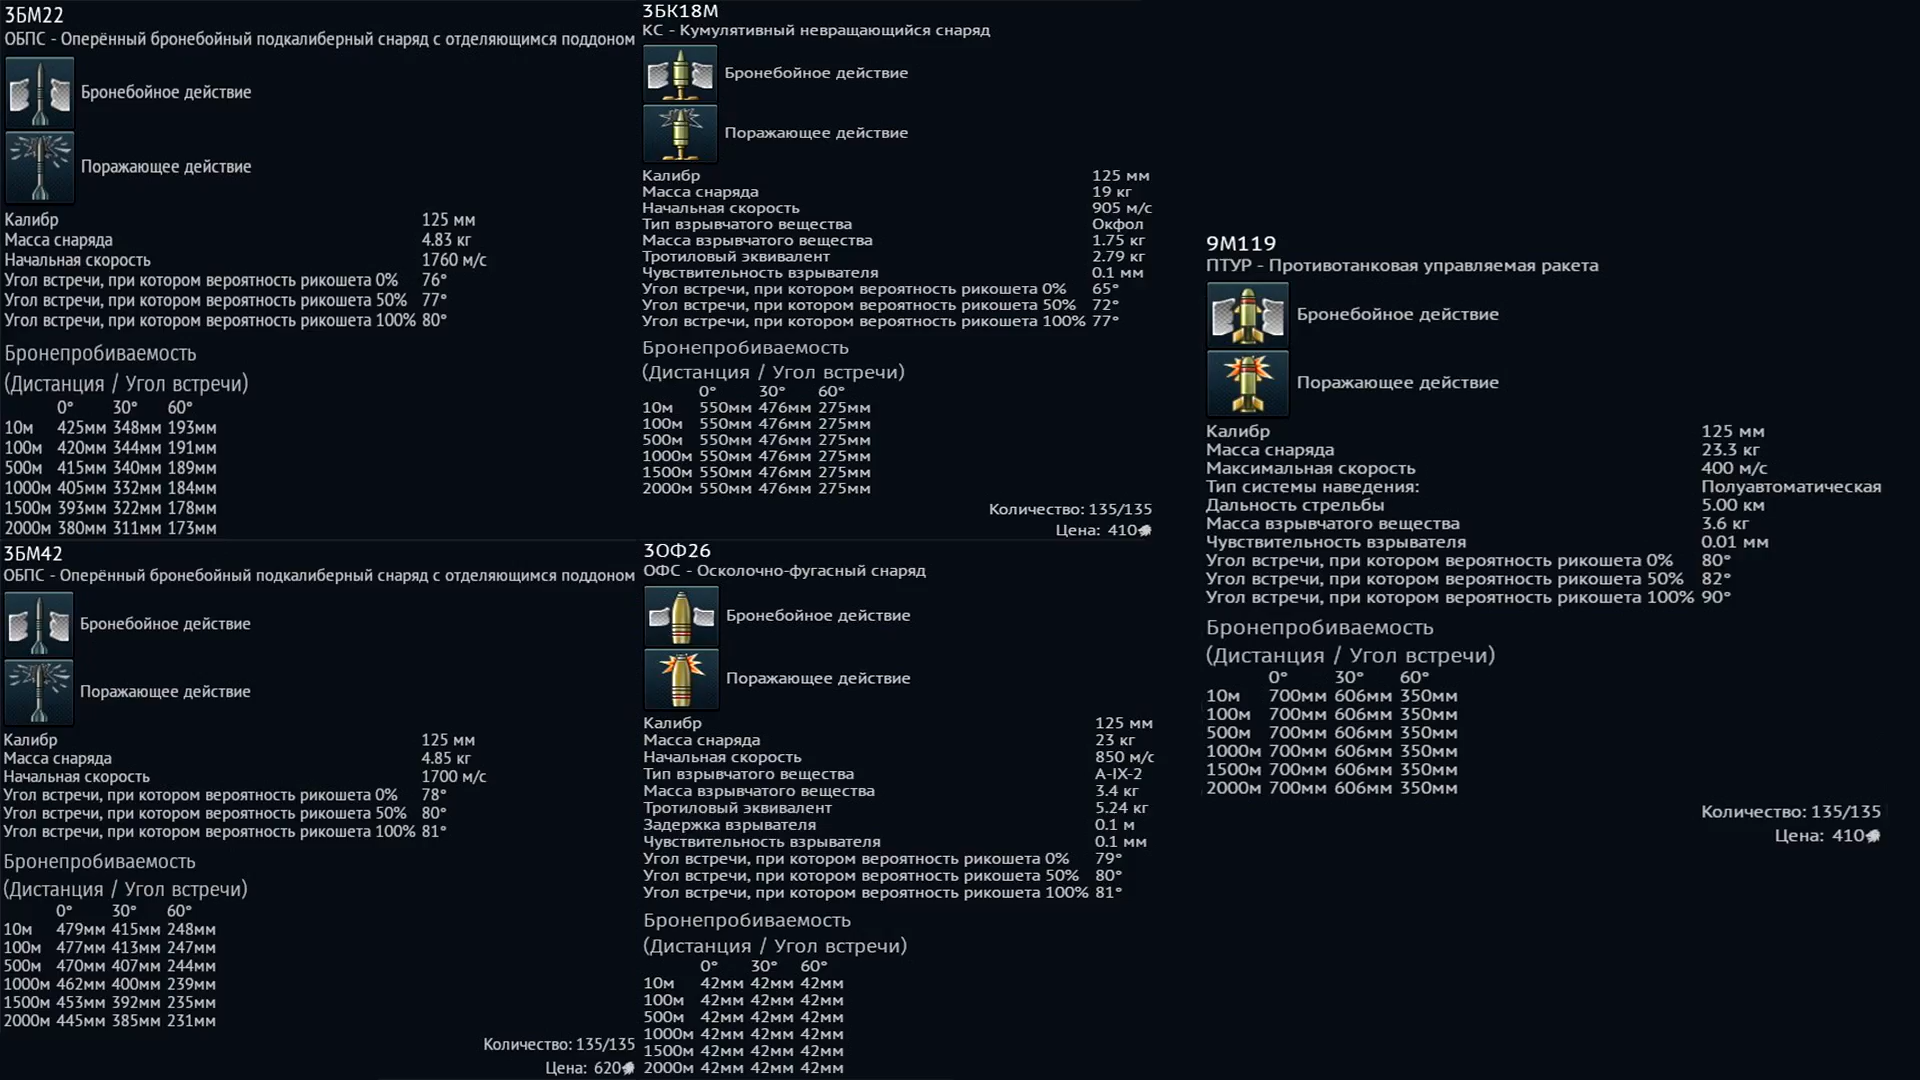 3БМ22
ОБПС - Оперённый бронебойный подкалиберный снаряд с отделяющимся поддоном
Бронебойное действие
Поражающее действие
Калибр 125 мм
Масса снаряда 4.83 кг
Начальная скорость 1760 м/с
Угол встречи, при котором вероятность рикошета 0% 76°
Угол встречи, при котором вероятность рикошета 50% 77°
Угол встречи, при котором вероятность рикошета 100% 80°
Бронепробиваемость
(Дистанция / Угол встречи)
0° 30° 60°
10м 425мм 348мм 193мм
100м 420мм 344мм 191мм
500м 415мм 340мм 189мм
1000м 405мм 332мм 184мм
1500м 393мм 322мм 178мм
2000м 380мм 311мм 173мм
3БМ42
ОБПС - Оперённый бронебойный подкалиберный снаряд с отделяющимся поддоном
Бронебойное действие
Поражающее действие
Калибр 125 мм
Масса снаряда 4.85 кг
Начальная скорость 1700 м/с
Угол встречи, при котором вероятность рикошета 0% 78°
Угол встречи, при котором вероятность рикошета 50% 80°
Угол встречи, при котором вероятность рикошета 100% 81°
Бронепробиваемость
(Дистанция / Угол встречи)
0° 30° 60°
10м 479мм 415мм 248мм
100м 477мм 413мм 247мм
500м 470мм 407мм 244мм
1000м 462мм 400мм 239мм
1500м 453мм 392мм 235мм
2000м 445мм 385мм 231мм
Количество: 135/135
Цена: 620
3БК18М
КС - Кумулятивный невращающийся снаряд
Бронебойное действие
Поражающее действие
Калибр 125 мм
Масса снаряда 19 кг
Начальная скорость 905 м/с
Тип взрывчатого вещества Окфол
Масса взрывчатого вещества 1.75 кг
Тротиловый эквивалент 2.79 кг
Чувствительность взрывателя 0.1 мм
Угол встречи, при котором вероятность рикошета 0% 65°
Угол встречи, при котором вероятность рикошета 50% 72°
Угол встречи, при котором вероятность рикошета 100% 77°
Бронепробиваемость
(Дистанция / Угол встречи)
0° 30° 60°
10м 550мм 476мм 275мм
100м 550мм 476мм 275мм
500м 550мм 476мм 275мм
1000м 550мм 476мм 275мм
1500м 550мм 476мм 275мм
2000м 550мм 476мм 275мм
Количество: 135/135
Цена: 410
3ОФ26
ОФС - Осколочно-фугасный снаряд
Бронебойное действие
Поражающее действие
Калибр 125 мм
Масса снаряда 23 кг
Начальная скорость 850 м/с
Тип взрывчатого вещества A-IX-2
Масса взрывчатого вещества 3.4 кг
Тротиловый эквивалент 5.24 кг
Задержка взрывателя 0.1 м
Чувствительность взрывателя 0.1 мм
Угол встречи, при котором вероятность рикошета 0% 79°
Угол встречи, при котором вероятность рикошета 50% 80°
Угол встречи, при котором вероятность рикошета 100% 81°
Бронепробиваемость
(Дистанция / Угол встречи)
0° 30° 60°
10м 42мм 42мм 42мм
100м 42мм 42мм 42мм
500м 42мм 42мм 42мм
1000м 42мм 42мм 42мм
1500м 42мм 42мм 42мм
2000м 42мм 42мм 42мм
9М119
ПТУР - Противотанковая управляемая ракета
Бронебойное действие
Поражающее действие
Калибр 125 мм
Масса снаряда 23.3 кг
Максимальная скорость 400 м/с
Тип системы наведения: Полуавтоматическая
Дальность стрельбы 5.00 км
Масса взрывчатого вещества 3.6 кг
Чувствительность взрывателя 0.01 мм
Угол встречи, при котором вероятность рикошета 0% 80°
Угол встречи, при котором вероятность рикошета 50% 82°
Угол встречи, при котором вероятность рикошета 100% 90°
Бронепробиваемость
(Дистанция / Угол встречи)
0° 30° 60°
10м 700мм 606мм 350мм
100м 700мм 606мм 350мм
500м 700мм 606мм 350мм
1000м 700мм 606мм 350мм
1500м 700мм 606мм 350мм
2000м 700мм 606мм 350мм
Количество: 135/135
Цена: 410